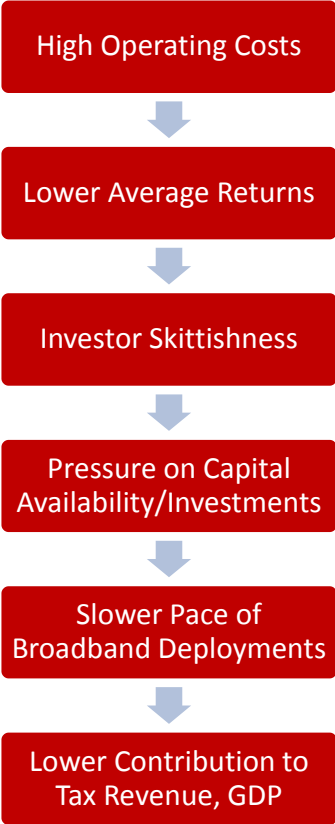 High Operating Costs
Lower Average Returns
Investor Skittishness
Pressure on Capital
Availability/Investments
Slower Pace of
Broadband Deployments
Lower Contribution to
Tax Revenue, GDP